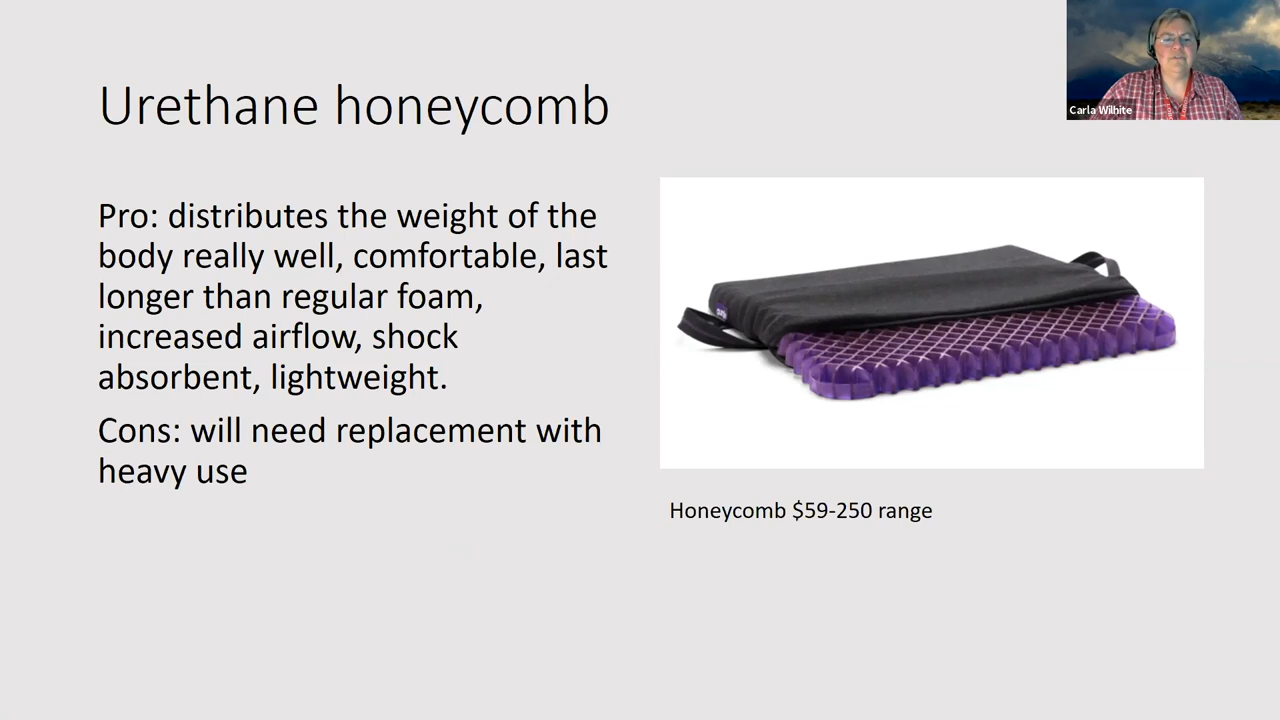 Urethane honeycomb
Carla Wilhite
Pro: distributes the weight of the
body really well, comfortable, last
longer than regular foam,
increased airflow, shock
absorbent, lightweight.
Cons: will need replacement with
heavy use
Honeycomb $59-250 range